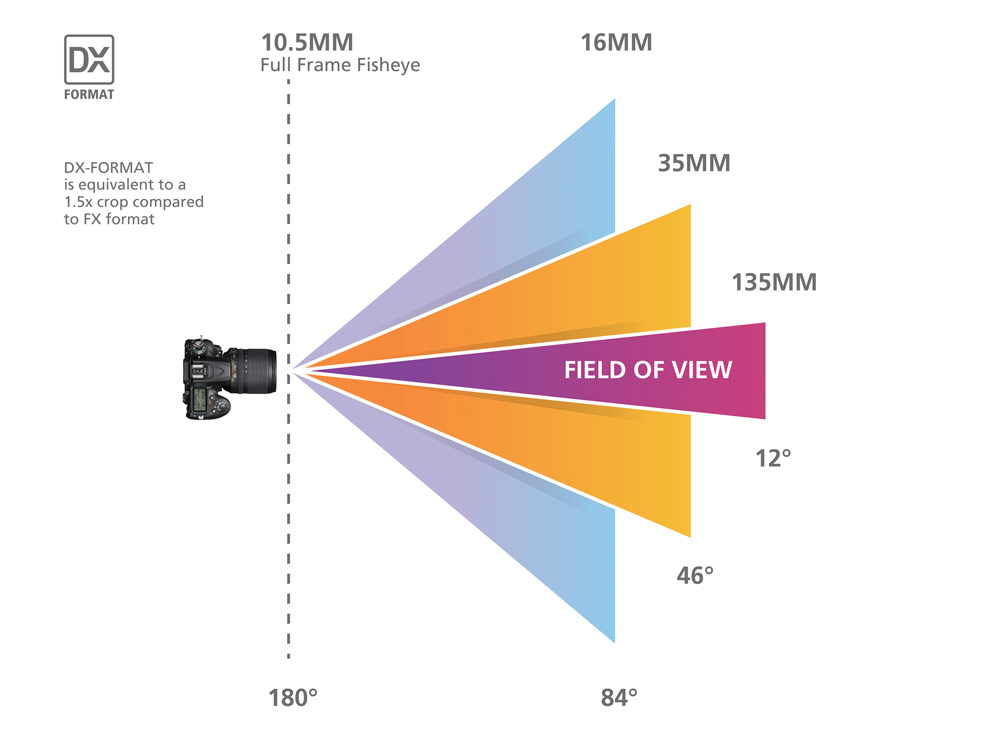 DX
FORMAT
10.5MM
Full Frame Fisheye
16MM
DX-FORMAT
is equivalent to a
1.5x crop compared
to FX format
35MM
135MM
FIELD OF VIEW
12°
46°
180°
84°